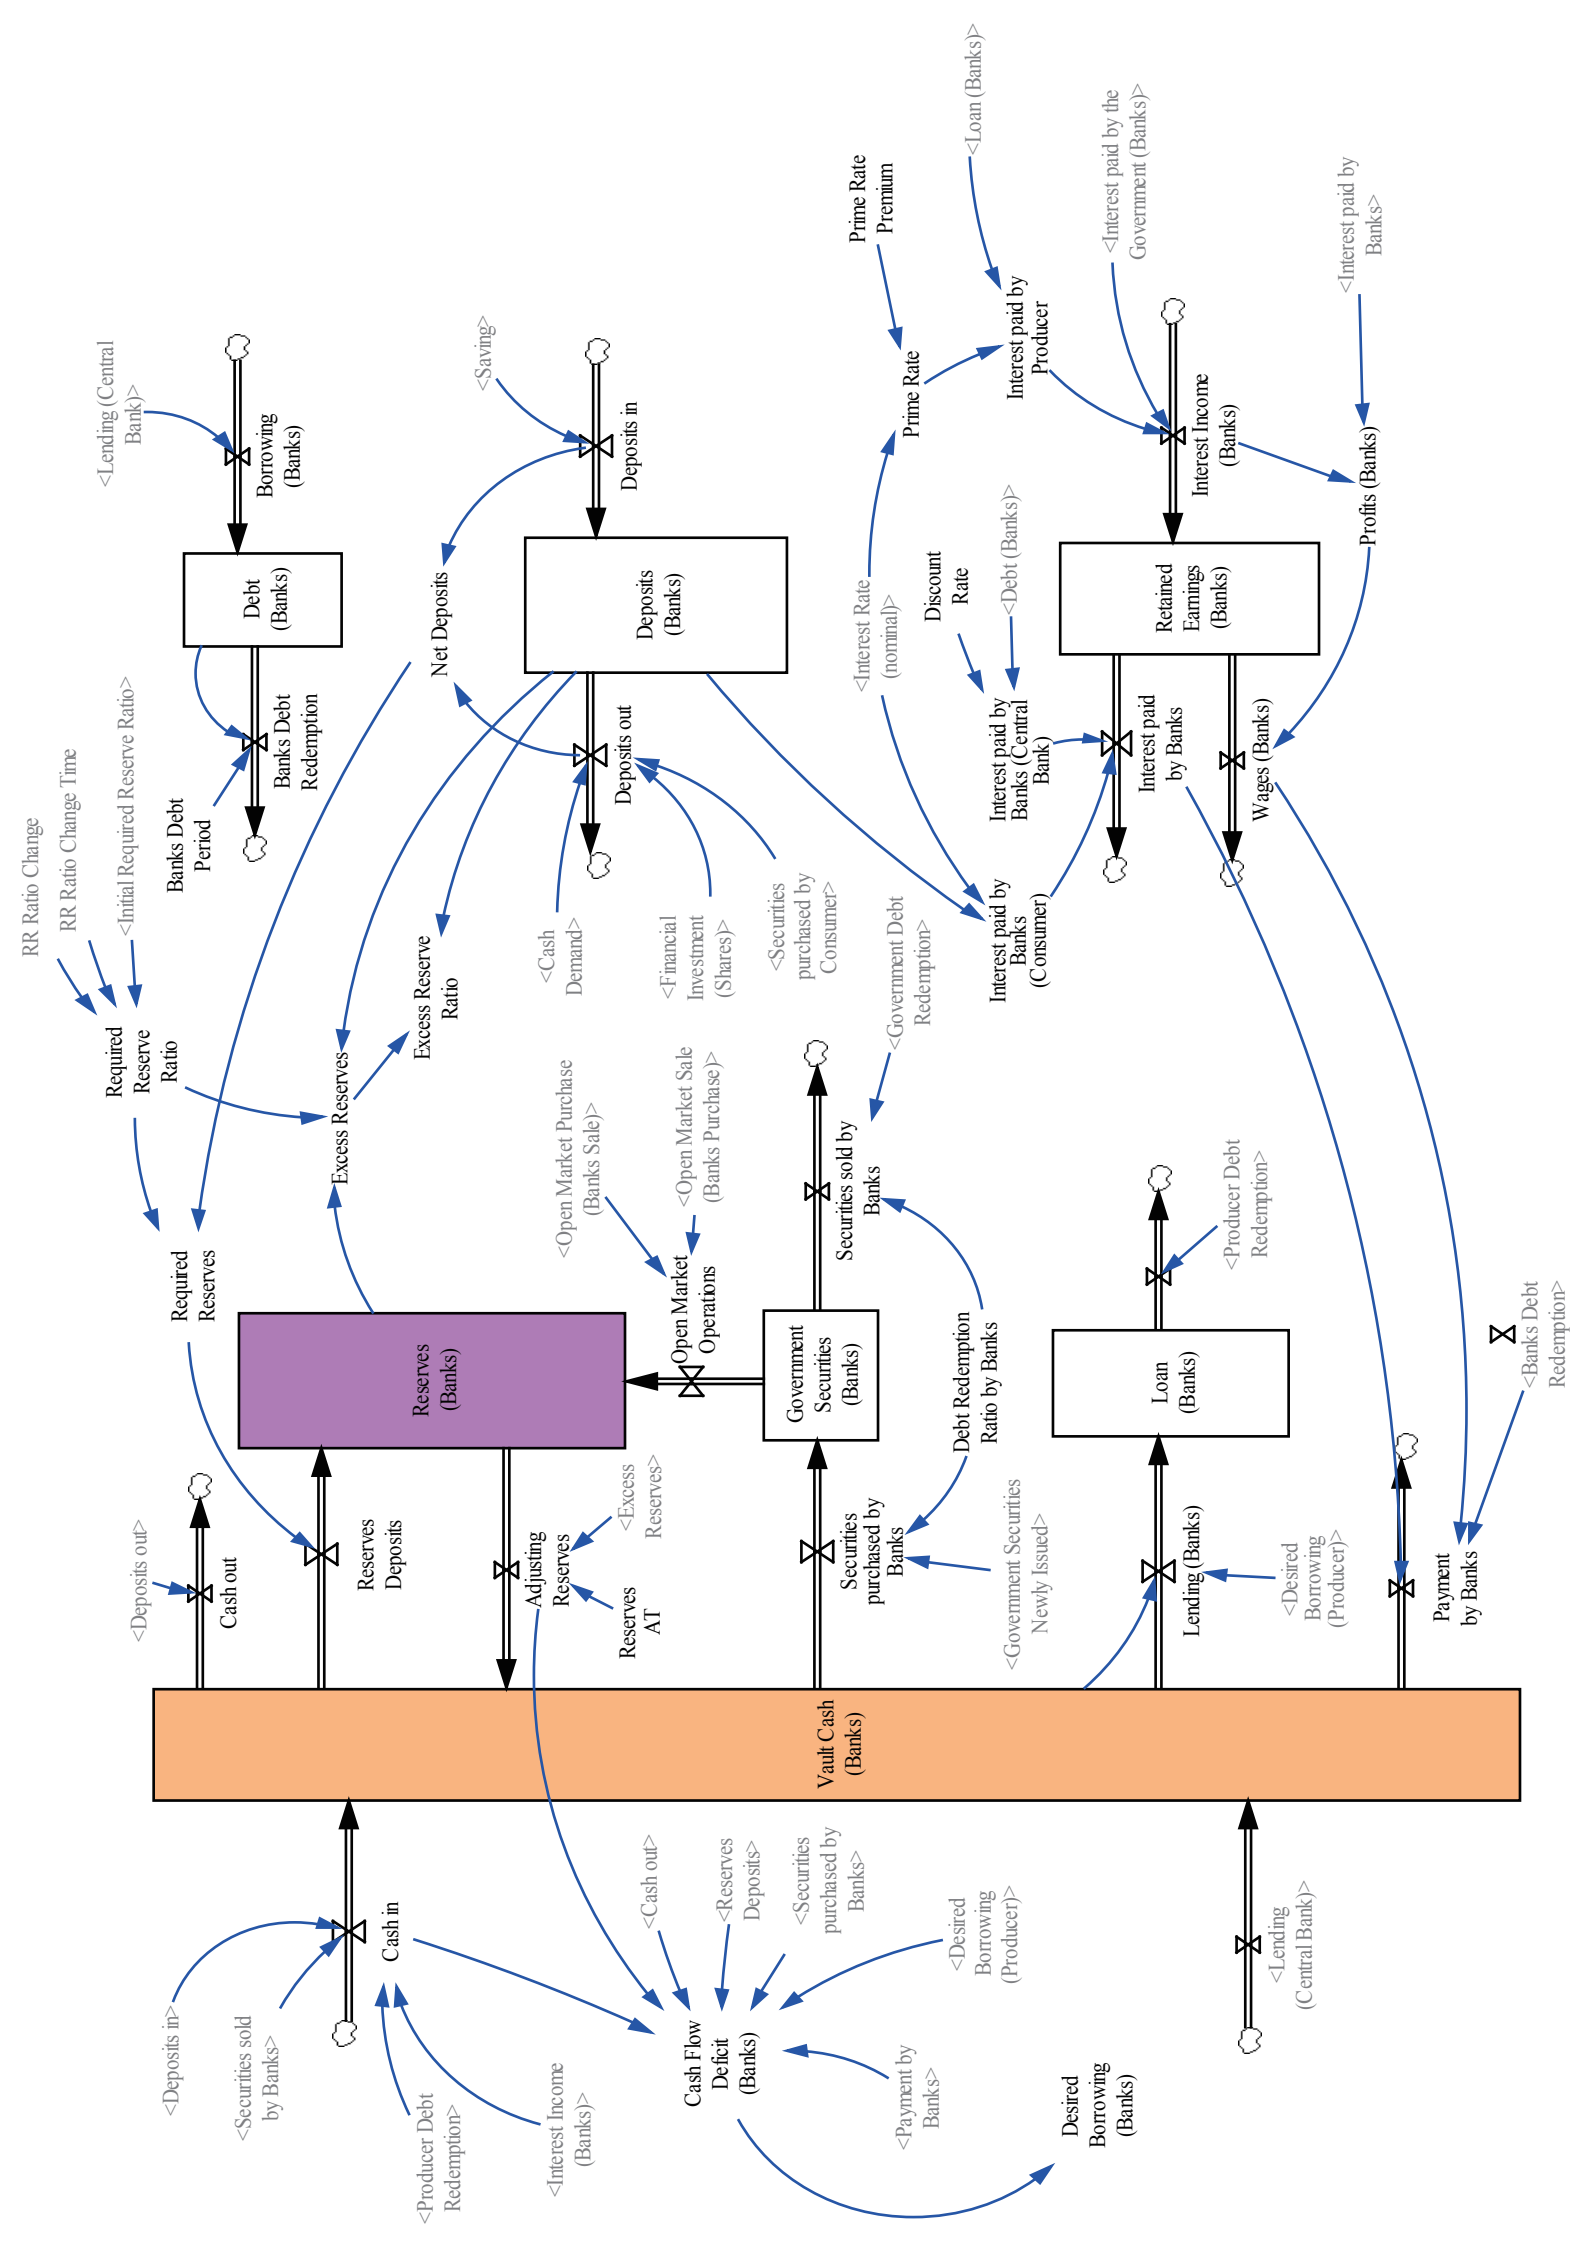 <Deposits in>
<Securities sold
by Banks>
<Producer Debt
Redemption>
<Interest Income
(Banks)>
Cash in
Cash Flow
Deficit
(Banks)
<Cash out>
<Reserves
Deposits>
<Securities
purchased by
Banks>
<Desired
Borrowing
(Producer)>
<Payment by
Banks>
Desired
Borrowing
(Banks)
<Lending
(Central Bank)>
Vault Cash
(Banks)
<Deposits out>
Cash out
Reserves
Deposits
Adjusting
Reserves
<Excess
Reserves>
Reserves
AT
Securities
purchased by
Banks
<Government Securities
Newly Issued>
Lending (Banks)
<Desired
Borrowing
(Producer)>
Payment
by Banks
<Banks Debt
Redemption>
Reserves
(Banks)
Open Market
Operations
<Open Market Purchase
(Banks Sale)>
<Open Market Sale
(Banks Purchase)>
Government
Securities
(Banks)
Debt Redemption
Ratio by Banks
Securities sold by
Banks
<Government Debt
Redemption>
Loan
(Banks)
<Producer Debt
Redemption>
Required
Reserves
Required
Reserve
Ratio
RR Ratio Change
RR Ratio Change Time
<Initial Required Reserve Ratio>
Excess Reserves
Excess Reserve
Ratio
Banks Debt
Period
Banks Debt
Redemption
Debt
(Banks)
Borrowing
(Banks)
<Lending (Central
Bank)>
Net Deposits
<Saving>
Deposits in
Deposits
(Banks)
Deposits out
<Cash
Demand>
<Financial
Investment
(Shares)>
<Securities
purchased by
Consumer>
<Interest Rate
(nominal)>
Prime Rate
Prime Rate
Premium
<Loan (Banks)>
Interest paid by
Producer
<Interest paid by the
Government (Banks)>
Discount
Rate
<Debt (Banks)>
Interest paid by
Banks (Central
Bank)
Interest paid by
Banks
(Consumer)
Interest paid
by Banks
Retained
Earnings
(Banks)
Interest Income
(Banks)
Wages (Banks)
Profits (Banks)
<Interest paid by
Banks>